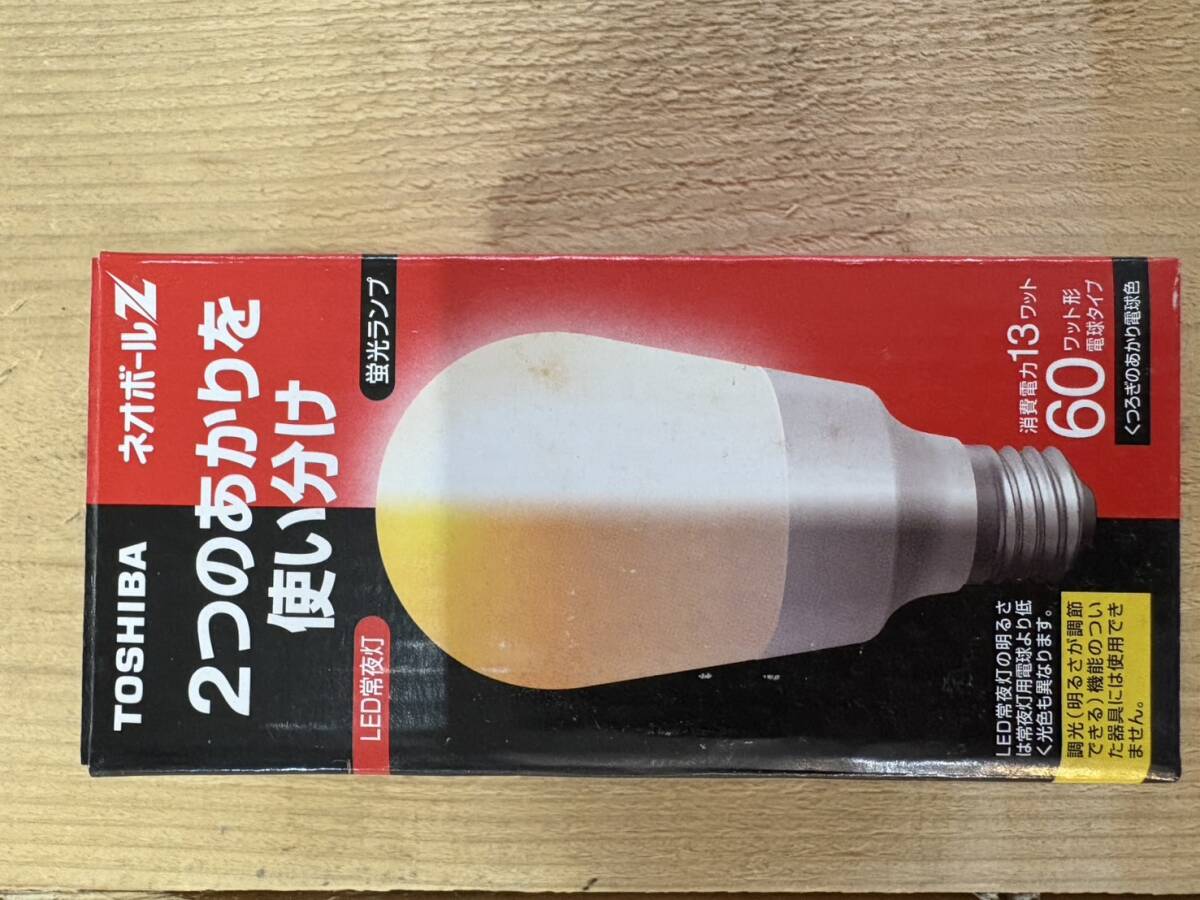 TOSHIBA ネオボールZ
2つのあかりを
使い分け
LED常夜灯
蛍光ランプ
消費電力13ワット
60ワット形
電球タイプ
くつろぎのあかり電球色
LED常夜灯の明るさ
は常夜灯用電球より低
く光色も異なります。
調光(明るさが調節
できる)機能のつい
た器具には使用でき
ません。